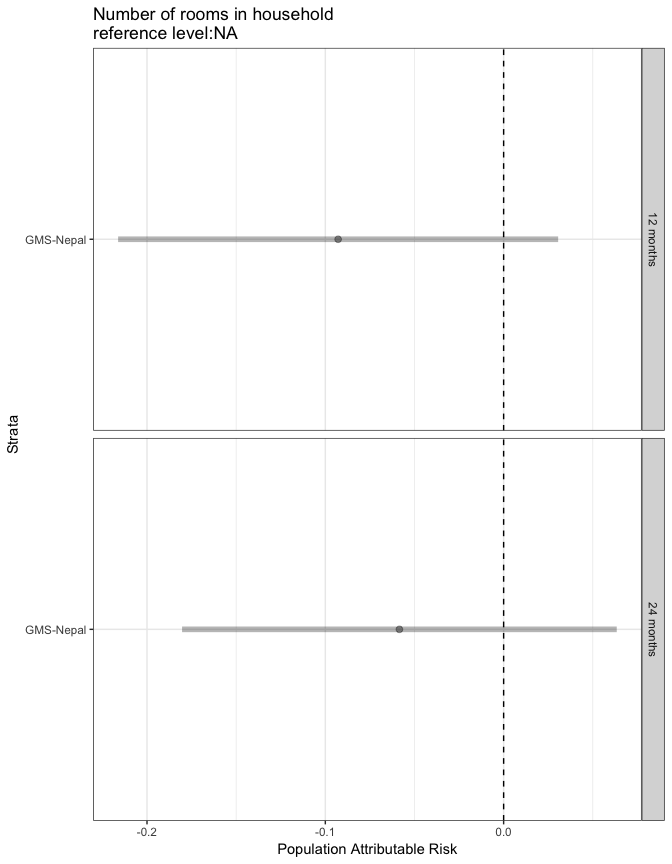 Number of rooms in household
reference level:NA
GMS-Nepal
12 months
Strata
GMS-Nepal
24 months
-0.2
-0.1
0.0
Population Attributable Risk